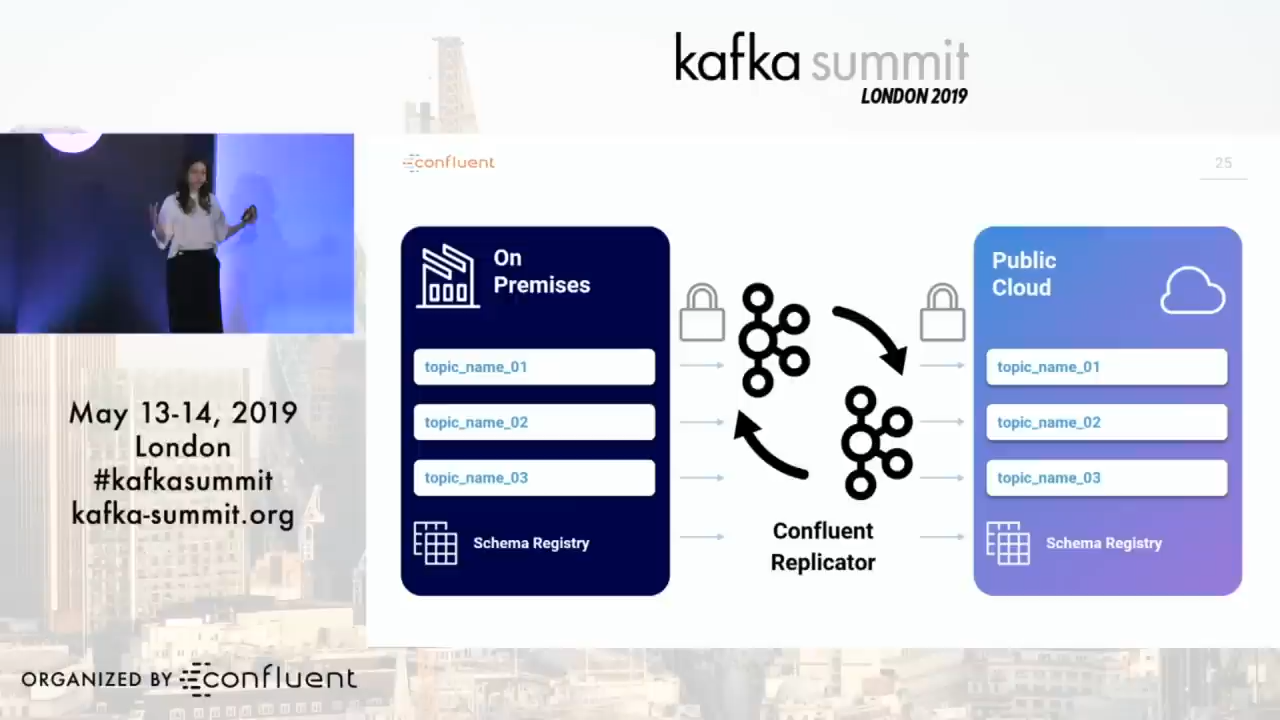 kafka summit
LONDON 2019
confluent
25
On
Premises
topic_name_01
topic_name_02
topic_name_03
Schema Registry
Confluent
Replicator
Public
Cloud
topic_name_01
topic_name_02
topic_name_03
Schema Registry
May 13-14, 2019
London
#kafkasummit
kafka-summit.org
ORGANIZED BY confluent